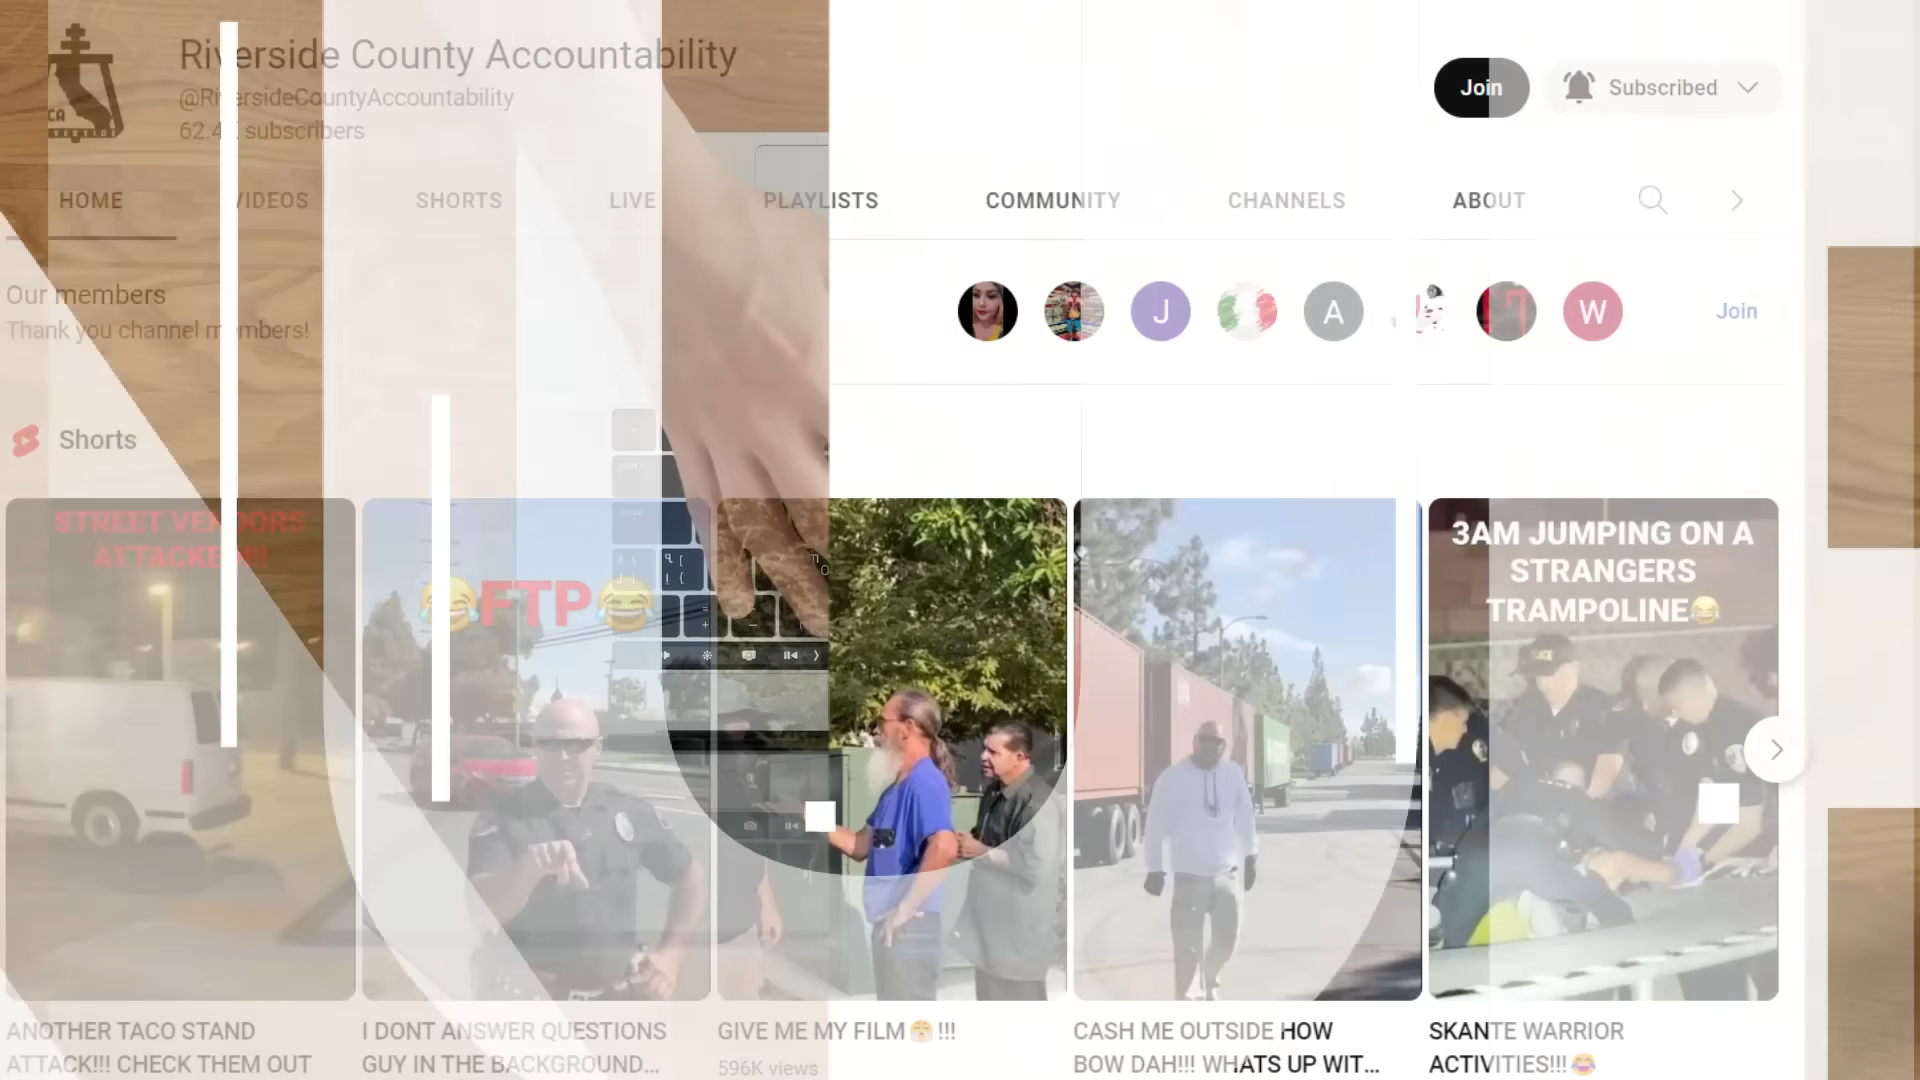 Riverside County Accountability
@RiversideCountyAccountability
62.4K subscribers
Join
Subscribed
HOME
VIDEOS
SHORTS
LIVE
PLAYLISTS
COMMUNITY
CHANNELS
ABOUT
Our members
Thank you channel members!
J
A
W
Join
Shorts
STREET VENDORS
😂FTP😂
3AM JUMPING ON A
STRANGERS
TRAMPOLINE😂
ANOTHER TACO STAND
ATTACK!!! CHECK THEM OUT
I DONT ANSWER QUESTIONS
GUY IN THE BACKGROUND...
GIVE ME MY FILM😤!!!
596K views
CASH ME OUTSIDE HOW
BOW DAH!!! WHATS UP WIT...
SKANTE WARRIOR
ACTIVITIES!!!😂